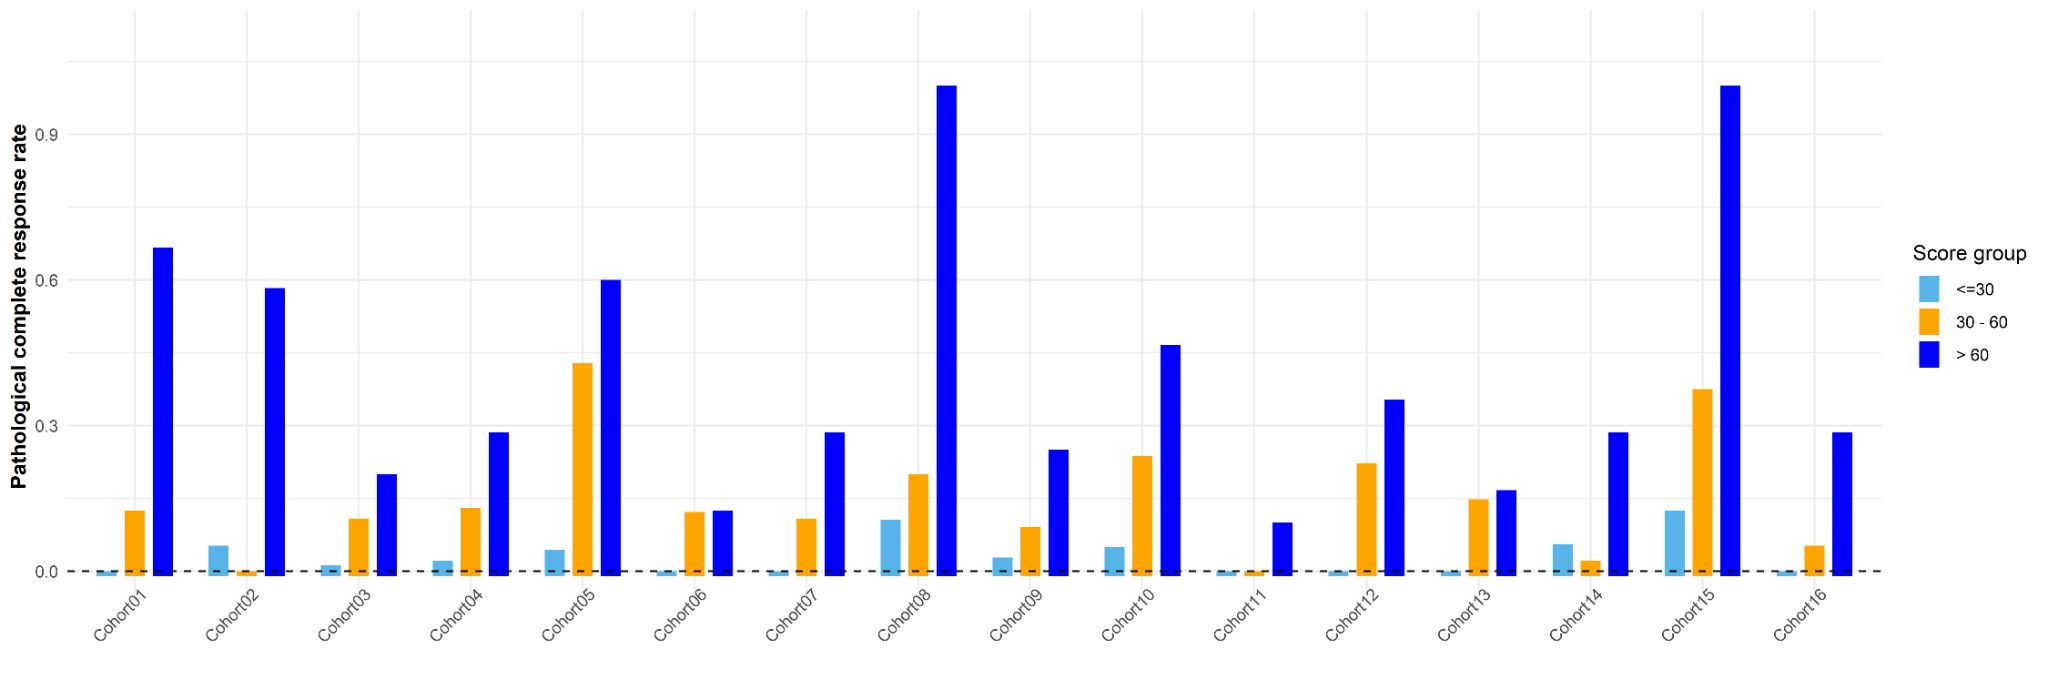 Pathological complete response rate
0.9
0.6
0.3
0.0
Cohort01
Cohort02
Cohort03
Cohort04
Cohort05
Cohort06
Cohort07
Cohort08
Cohort09
Cohort10
Cohort11
Cohort12
Cohort13
Cohort14
Cohort15
Cohort16
Score group
<=30
30 - 60
> 60